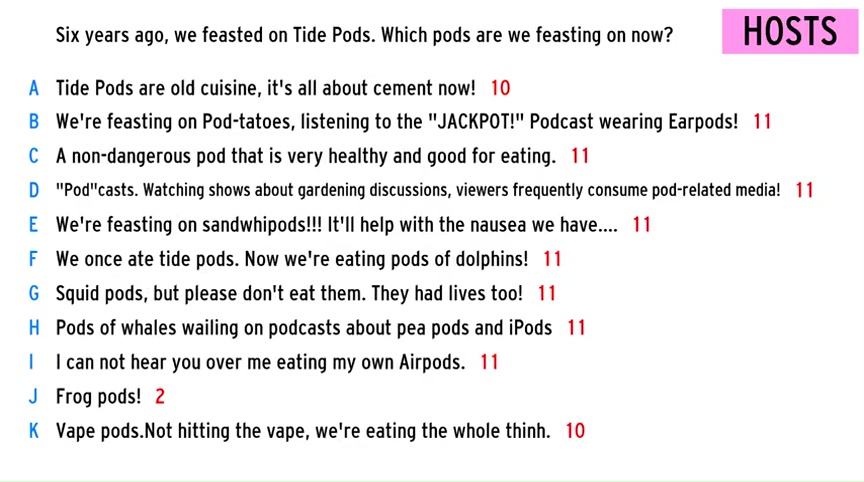 Six years ago, we feasted on Tide Pods. Which pods are we feasting on now?
HOSTS
A Tide Pods are old cuisine, it's all about cement now! 10
B We're feasting on Pod-tatoes, listening to the "JACKPOT!" Podcast wearing Earpods! 11
C A non-dangerous pod that is very healthy and good for eating. 11
D "Pod"casts. Watching shows about gardening discussions, viewers frequently consume pod-related media! 11
E We're feasting on sandwhipods!!! It'll help with the nausea we have.... 11
F We once ate tide pods. Now we're eating pods of dolphins! 11
G Squid pods, but please don't eat them. They had lives too! 11
H Pods of whales wailing on podcasts about pea pods and iPods 11
I I can not hear you over me eating my own Airpods. 11
J Frog pods! 2
K Vape pods.Not hitting the vape, we're eating the whole thinh. 10